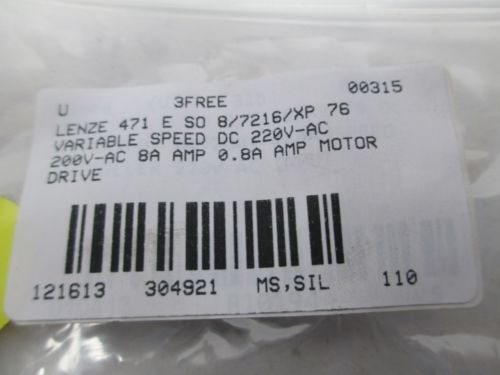 U 3FREE 00315
LENZE 471 E SO 8/7216/XP 76
VARIABLE SPEED DC 220V-AC
200V-AC 8A AMP 0.8A AMP MOTOR
DRIVE
121613 304921 MS,SIL 110